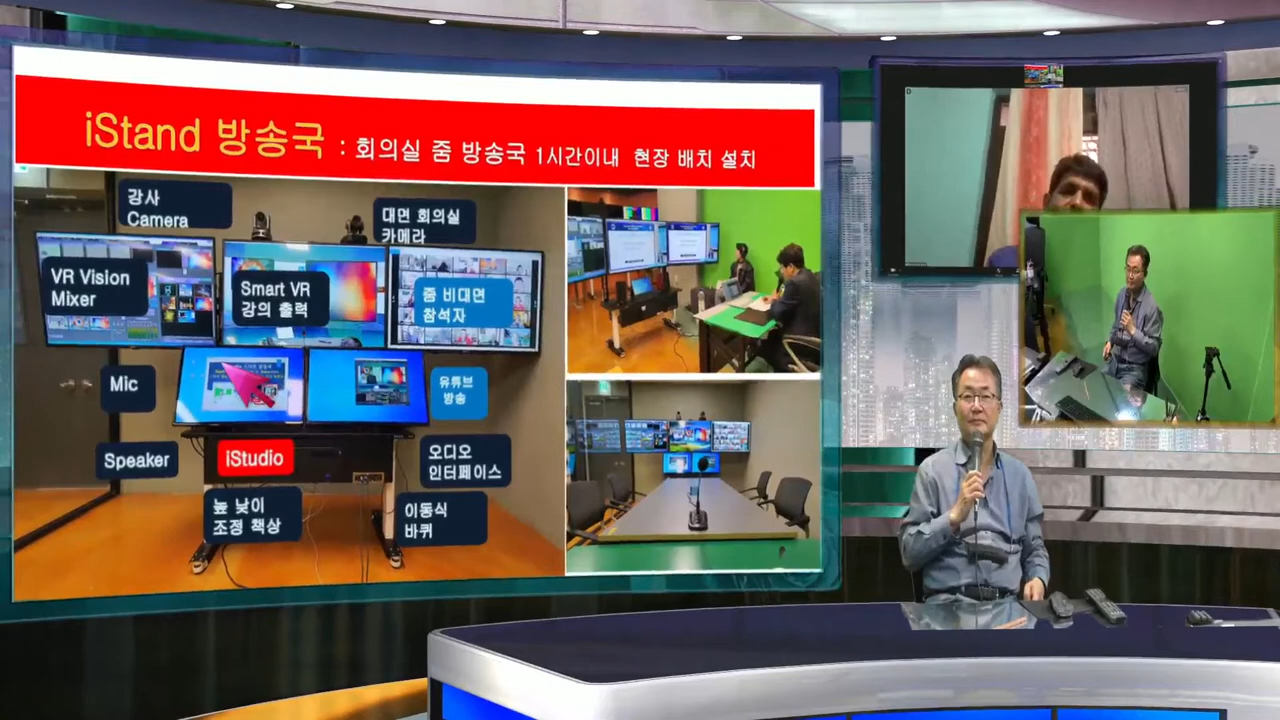 iStand 방송국 : 회의실 줌 방송국 1시간이내 현장 배치 설치
강사
Camera
대면 회의실
카메라
VR Vision
Mixer
Smart VR
강의 출력
줌 비대면
참석자
Mic
유튜브
방송
Speaker
iStudio
오디오
인터페이스
높 낮이
조정 책상
이동식
바퀴